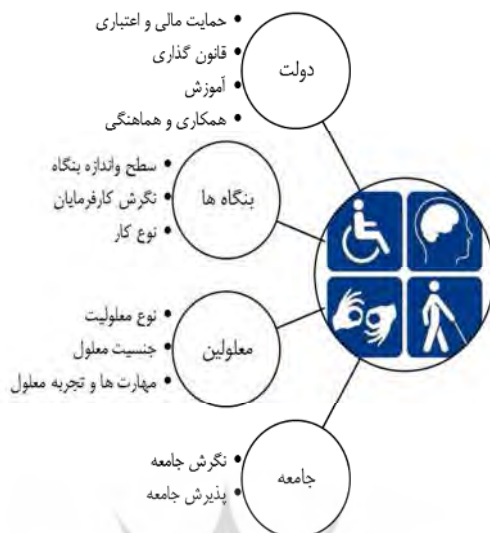 دولت
حمایت مالی و اعتباری
قانون گذاری
آموزش
همکاری و هماهنگی
بنگاه ها
سطح واندازه بنگاه
نگرش کارفرمایان
نوع کار
معلولین
نوع معلولیت
جنسیت معلول
مهارت ها و تجربه معلول
جامعه
نگرش جامعه
پذیرش جامعه